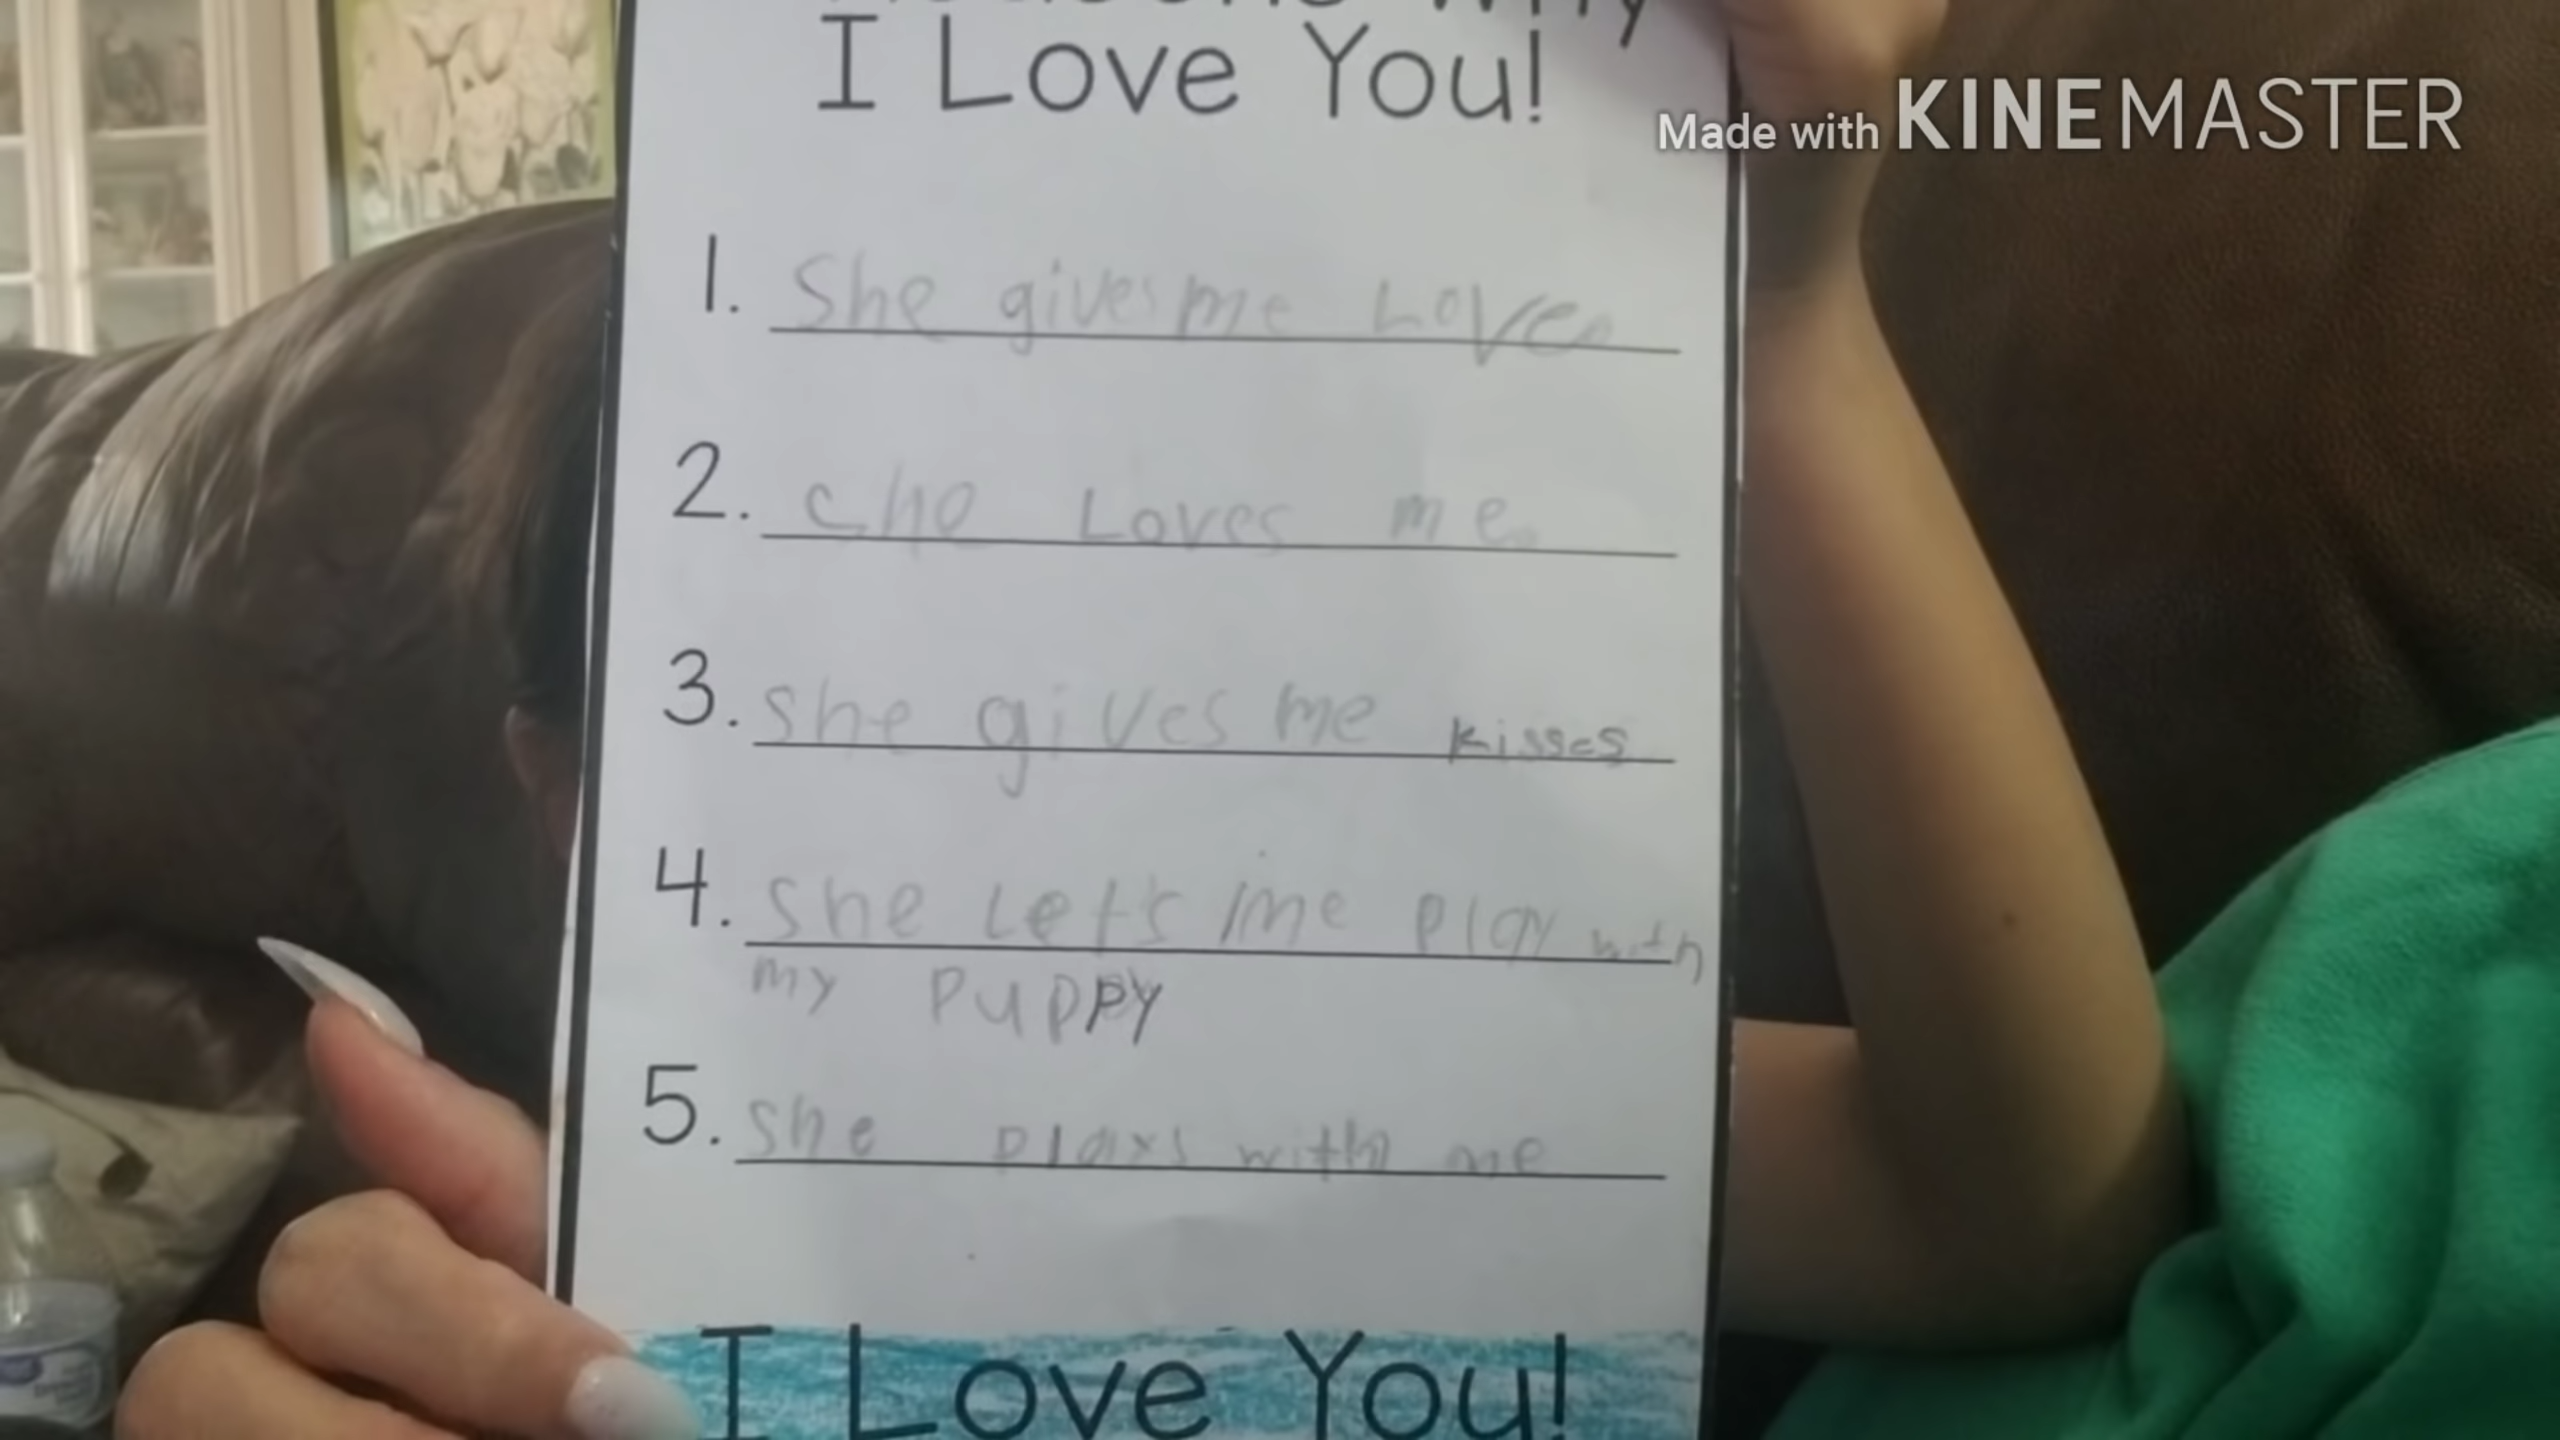 I Love You!
Made with KINEMASTER
1. She gives me Love
2. cho Loves me.
3. She gives me kisses
4. She Let's me play with
my puppy
5. She plays with me
I Love You!